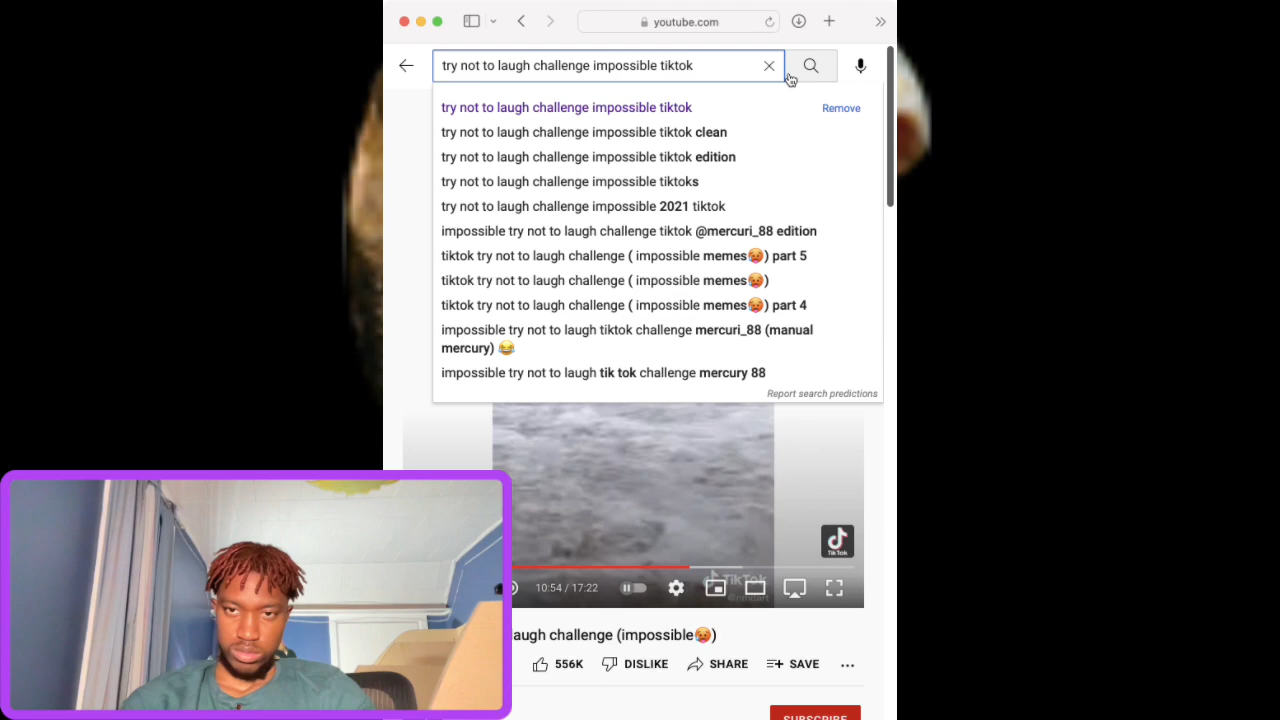 youtube.com
try not to laugh challenge impossible tiktok
try not to laugh challenge impossible tiktok
Remove
try not to laugh challenge impossible tiktok clean
try not to laugh challenge impossible tiktok edition
try not to laugh challenge impossible tiktoks
try not to laugh challenge impossible 2021 tiktok
impossible try not to laugh challenge tiktok @mercuri_88 edition
tiktok try not to laugh challenge ( impossible memes🥵) part 5
tiktok try not to laugh challenge ( impossible memes🥵)
tiktok try not to laugh challenge ( impossible memes🥵) part 4
impossible try not to laugh tiktok challenge mercuri_88 (manual
mercury) 😂
impossible try not to laugh tik tok challenge mercury 88
Report search predictions
TikTok
TikTok
10:54 / 17:22
augh challenge (impossible🥵)
556K
DISLIKE
SHARE
SAVE
SUBSCRIBE